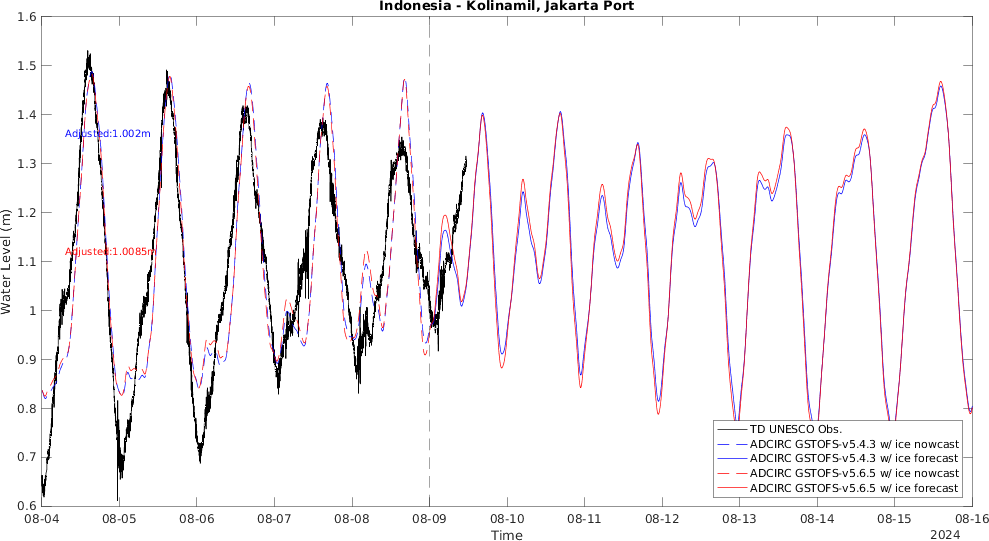 Indonesia - Kolinamil, Jakarta Port
1.6
1.5
1.4
1.3
1.2
1.1
1
0.9
0.8
0.7
0.6
Water Level (m)
Adjusted:1.002m
Adjusted:1.0085m
TD UNESCO Obs.
ADCIRC GSTOFS-v5.4.3 w/ ice nowcast
ADCIRC GSTOFS-v5.4.3 w/ ice forecast
ADCIRC GSTOFS-v5.6.5 w/ ice nowcast
ADCIRC GSTOFS-v5.6.5 w/ ice forecast
08-04 08-05 08-06 08-07 08-08 08-09 08-10 08-11 08-12 08-13 08-14 08-15 08-16
Time
2024